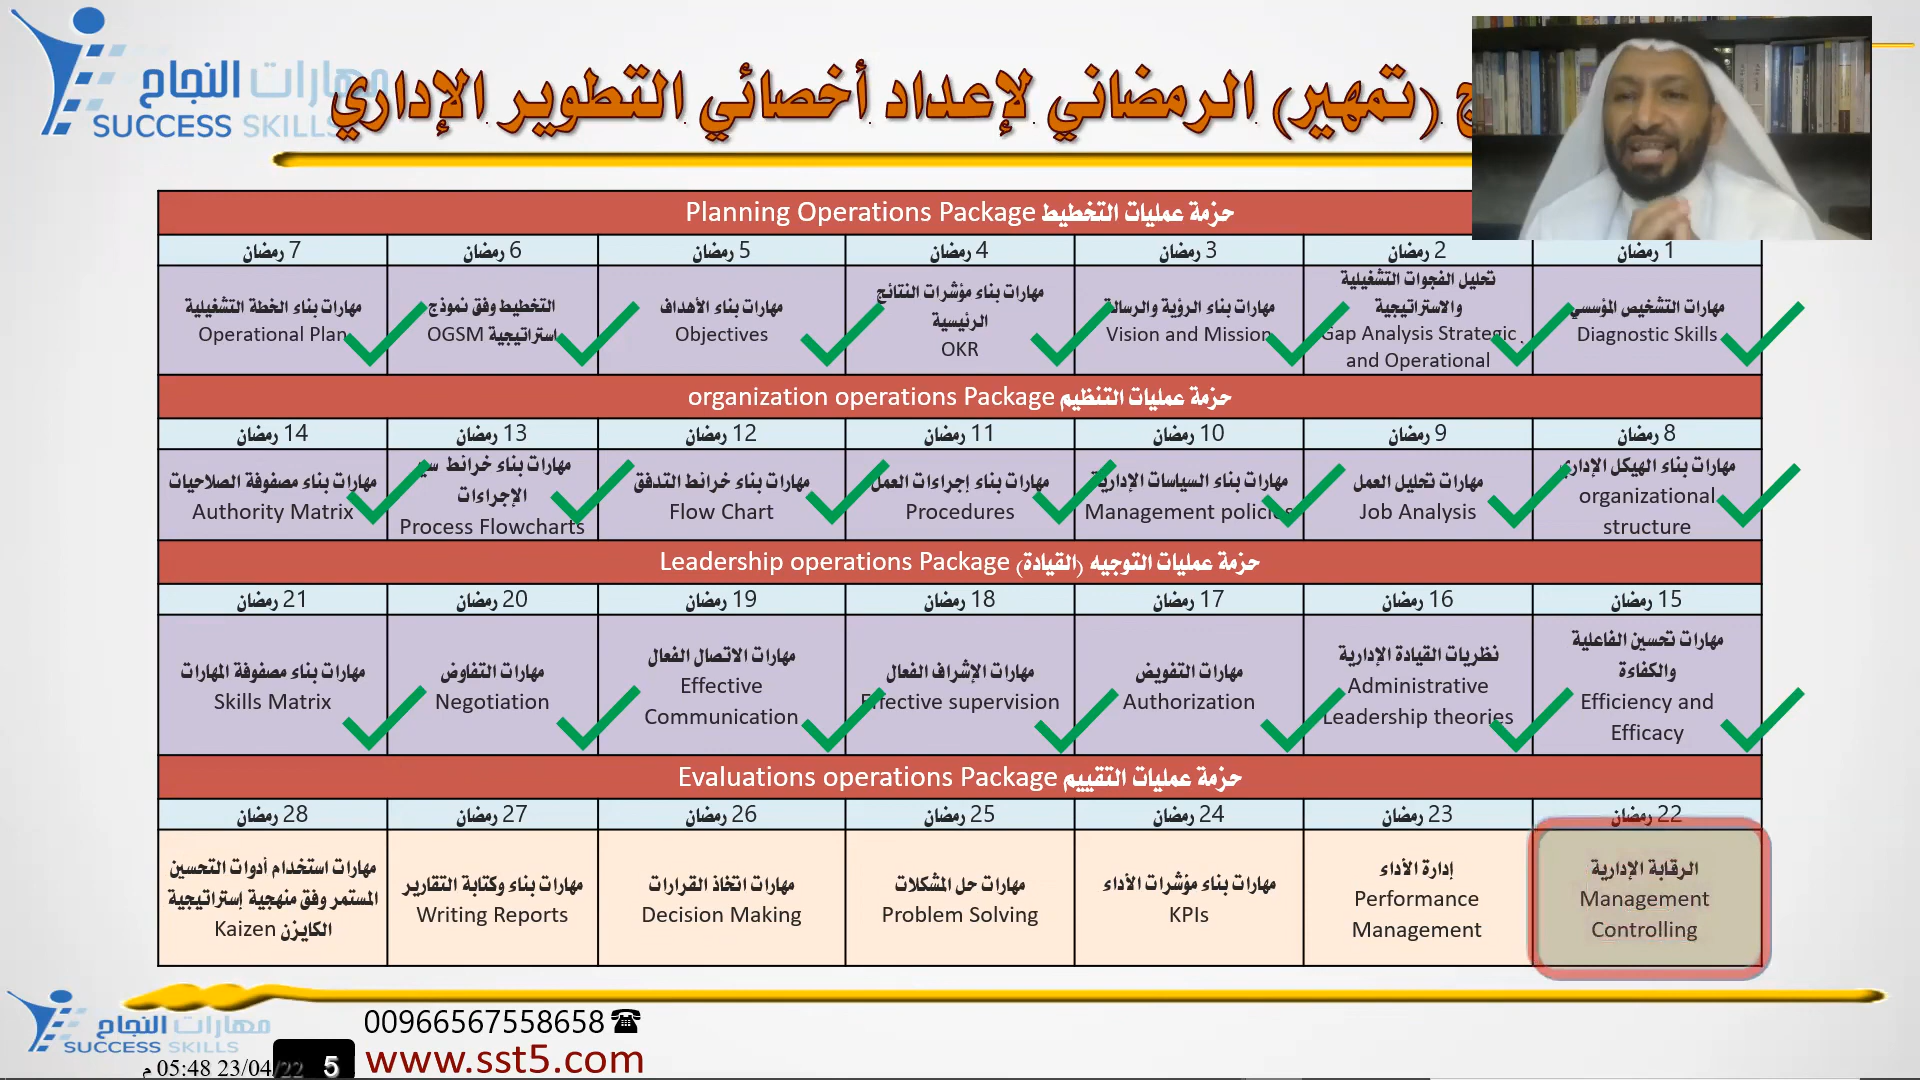 مهارات النجاح
SUCCESS SKILLS
(تمهير) الرمضاني لإعداد أخصائي التطوير الإداري
حزمة عمليات التخطيط Planning Operations Package
1 رمضان
2 رمضان
3 رمضان
4 رمضان
5 رمضان
6 رمضان
7 رمضان
مهارات التشخيص المؤسسي
Diagnostic Skills
تحليل الفجوات التشغيلية
والاستراتيجية
Gap Analysis Strategic
and Operational
مهارات بناء الرؤية والرسالة
Vision and Mission
مهارات بناء مؤشرات النتائج
الرئيسية
OKR
مهارات بناء الأهداف
Objectives
التخطيط وفق نموذج
استراتيجية OGSM
مهارات بناء الخطة التشغيلية
Operational Plan
حزمة عمليات التنظيم organization operations Package
8 رمضان
9 رمضان
10 رمضان
11 رمضان
12 رمضان
13 رمضان
14 رمضان
مهارات بناء الهيكل الإداري
organizational
structure
مهارات تحليل العمل
Job Analysis
مهارات بناء السياسات الإدارية
Management policies
مهارات بناء إجراءات العمل
Procedures
مهارات بناء خرائط التدفق
Flow Chart
مهارات بناء خرائط سير
الإجراءات
Process Flowcharts
مهارات بناء مصفوفة الصلاحيات
Authority Matrix
حزمة عمليات التوجيه (القيادة) Leadership operations Package
15 رمضان
16 رمضان
17 رمضان
18 رمضان
19 رمضان
20 رمضان
21 رمضان
مهارات تحسين الفاعلية
والكفاءة
Efficiency and
Efficacy
نظريات القيادة الإدارية
Administrative
Leadership theories
مهارات التفويض
Authorization
مهارات الإشراف الفعال
Effective supervision
مهارات الاتصال الفعال
Effective
Communication
مهارات التفاوض
Negotiation
مهارات بناء مصفوفة المهارات
Skills Matrix
حزمة عمليات التقييم Evaluations operations Package
22 رمضان
23 رمضان
24 رمضان
25 رمضان
26 رمضان
27 رمضان
28 رمضان
الرقابة الإدارية
Management
Controlling
إدارة الأداء
Performance
Management
مهارات بناء مؤشرات الأداء
KPIs
مهارات حل المشكلات
Problem Solving
مهارات اتخاذ القرارات
Decision Making
مهارات بناء وكتابة التقارير
Writing Reports
مهارات استخدام أدوات التحسين
المستمر وفق منهجية إستراتيجية
الكايزن Kaizen
مهارات النجاح
SUCCESS SKILLS
00966567558658
www.sst5.com
05:48 23/04/22 م
5